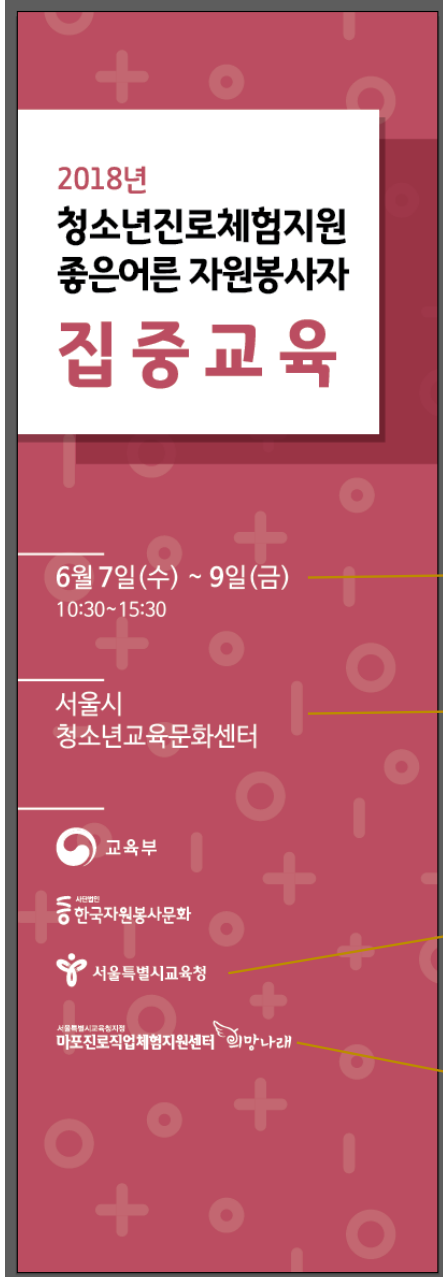 2018년
청소년진로체험지원
좋은어른 자원봉사자
집중교육
6월 7일(수) ~ 9일(금)
10:30~15:30
서울시
청소년교육문화센터
교육부
사단법인
한국자원봉사문화
서울특별시교육청
서울특별시교육청지정
마포진로직업체험지원센터 희망나래